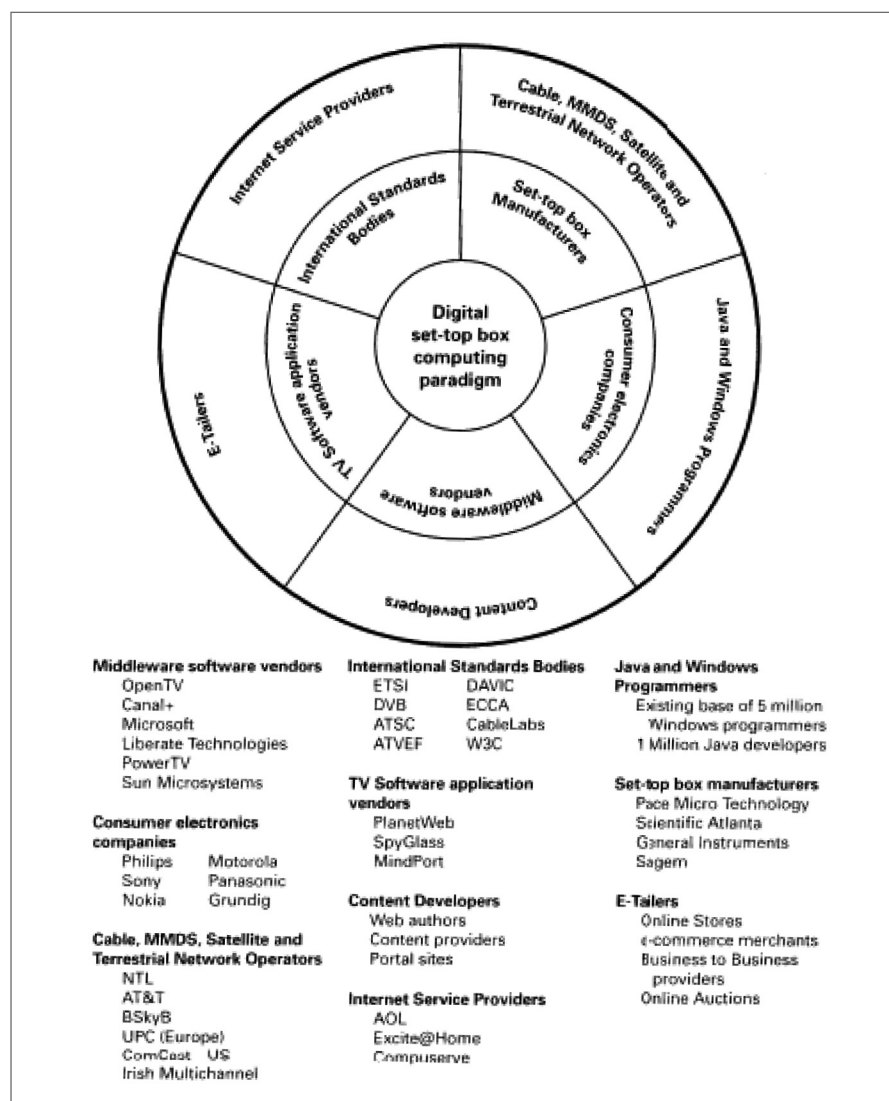 Internet Service Providers
Cable, MMDS, Satellite and
Terrestrial Network Operators
International Standards
Bodies
Set-top box
Manufacturers
Digital
set-top box
computing
paradigm
TV Software application
vendors
Consumer electronics
companies
Java and Windows Programmers
E-Tailers
Middleware software
vendors
Content Developers
Middleware software vendors
OpenTV
Canal+
Microsoft
Liberate Technologies
PowerTV
Sun Microsystems
Consumer electronics
companies
Philips Motorola
Sony Panasonic
Nokia Grundig
Cable, MMDS, Satellite and
Terrestrial Network Operators
NTL
AT&T
BSkyB
UPC (Europe)
ComCast US
Irish Multichannel
International Standards Bodies
ETSI DAVIC
DVB ECCA
ATSC CableLabs
ATVEF W3C
TV Software application
vendors
PlanetWeb
SpyGlass
MindPort
Content Developers
Web authors
Content providers
Portal sites
Internet Service Providers
AOL
Excite@Home
Compuserve
Java and Windows
Programmers
Existing base of 5 million
Windows programmers
1 Million Java developers
Set-top box manufacturers
Pace Micro Technology
Scientific Atlanta
General Instruments
Sagem
E-Tailers
Online Stores
e-commerce merchants
Business to Business
providers
Online Auctions